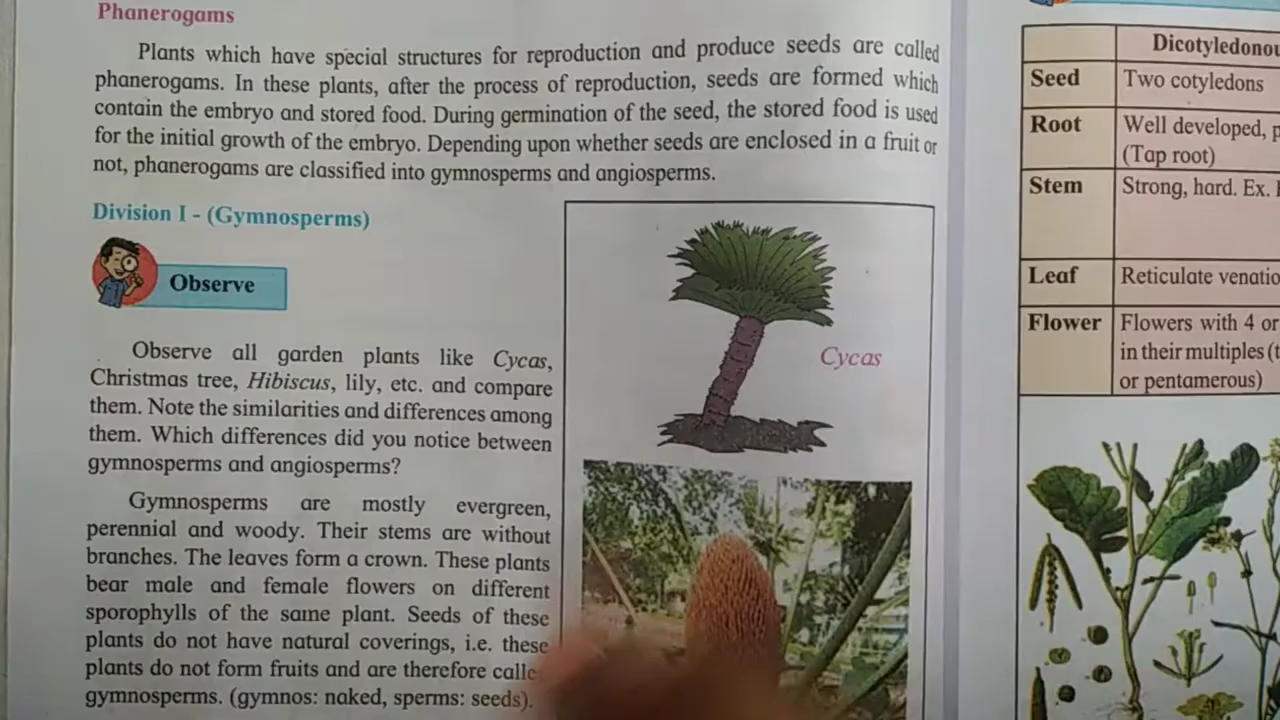 Phanerogams
Plants which have special structures for reproduction and produce seeds are called
phanerogams. In these plants, after the process of reproduction, seeds are formed which
contain the embryo and stored food. During germination of the seed, the stored food is used
for the initial growth of the embryo. Depending upon whether seeds are enclosed in a fruit or
not, phanerogams are classified into gymnosperms and angiosperms.
Division I - (Gymnosperms)
Observe
Observe all garden plants like Cycas,
Christmas tree, Hibiscus, lily, etc. and compare
them. Note the similarities and differences among
them. Which differences did you notice between
gymnosperms and angiosperms?
Gymnosperms are mostly evergreen,
perennial and woody. Their stems are without
branches. The leaves form a crown. These plants
bear male and female flowers on different
sporophylls of the same plant. Seeds of these
plants do not have natural coverings, i.e. these
plants do not form fruits and are therefore calle
gymnosperms. (gymnos: naked, sperms: seeds).
Cycas
Dicotyledonou
Seed Two cotyledons
Root Well developed, p
(Tap root)
Stem Strong, hard. Ex.
Leaf Reticulate venatio
Flower Flowers with 4 or
in their multiples (t
or pentamerous)